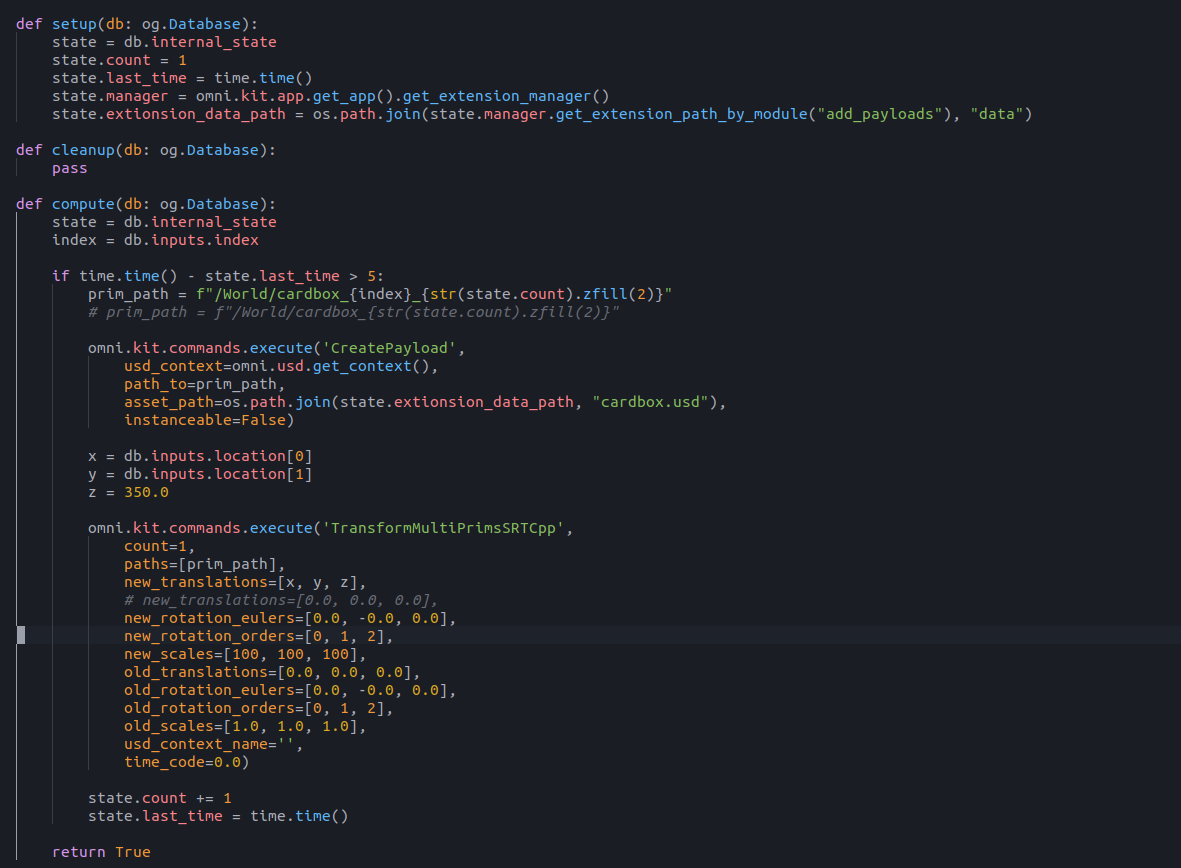 def setup(db: og.Database):
    state = db.internal_state
    state.count = 1
    state.last_time = time.time()
    state.manager = omni.kit.app.get_app().get_extension_manager()
    state.extionsion_data_path = os.path.join(state.manager.get_extension_path_by_module("add_payloads"), "data")

def cleanup(db: og.Database):
    pass

def compute(db: og.Database):
    state = db.internal_state
    index = db.inputs.index

    if time.time() - state.last_time > 5:
        prim_path = f"/World/cardbox_{index}_{str(state.count).zfill(2)}"
        # prim_path = f"/World/cardbox_{str(state.count).zfill(2)}"

        omni.kit.commands.execute('CreatePayload',
            usd_context=omni.usd.get_context(),
            path_to=prim_path,
            asset_path=os.path.join(state.extionsion_data_path, "cardbox.usd"),
            instanceable=False)

        x = db.inputs.location[0]
        y = db.inputs.location[1]
        z = 350.0

        omni.kit.commands.execute('TransformMultiPrimsSRTCpp',
            count=1,
            paths=[prim_path],
            new_translations=[x, y, z],
            # new_translations=[0.0, 0.0, 0.0],
            new_rotation_eulers=[0.0, -0.0, 0.0],
            new_rotation_orders=[0, 1, 2],
            new_scales=[100, 100, 100],
            old_translations=[0.0, 0.0, 0.0],
            old_rotation_eulers=[0.0, -0.0, 0.0],
            old_rotation_orders=[0, 1, 2],
            old_scales=[1.0, 1.0, 1.0],
            usd_context_name='',
            time_code=0.0)

        state.count += 1
        state.last_time = time.time()

    return True